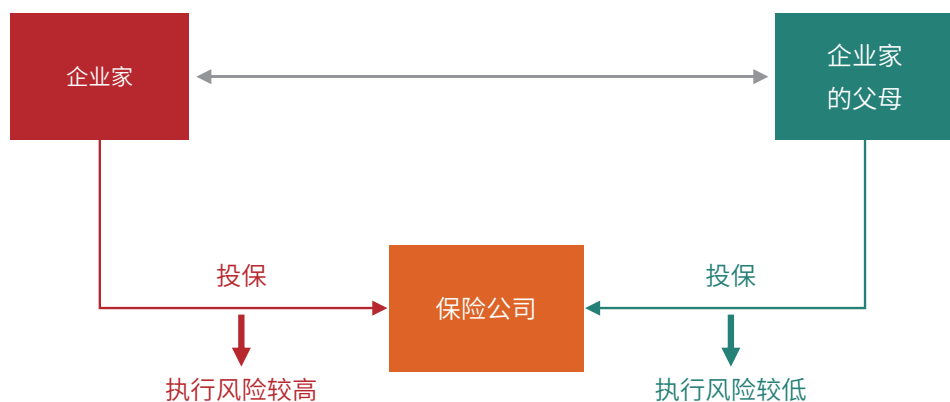 企业家
企业家
的父母
投保
保险公司
投保
执行风险较高
执行风险较低